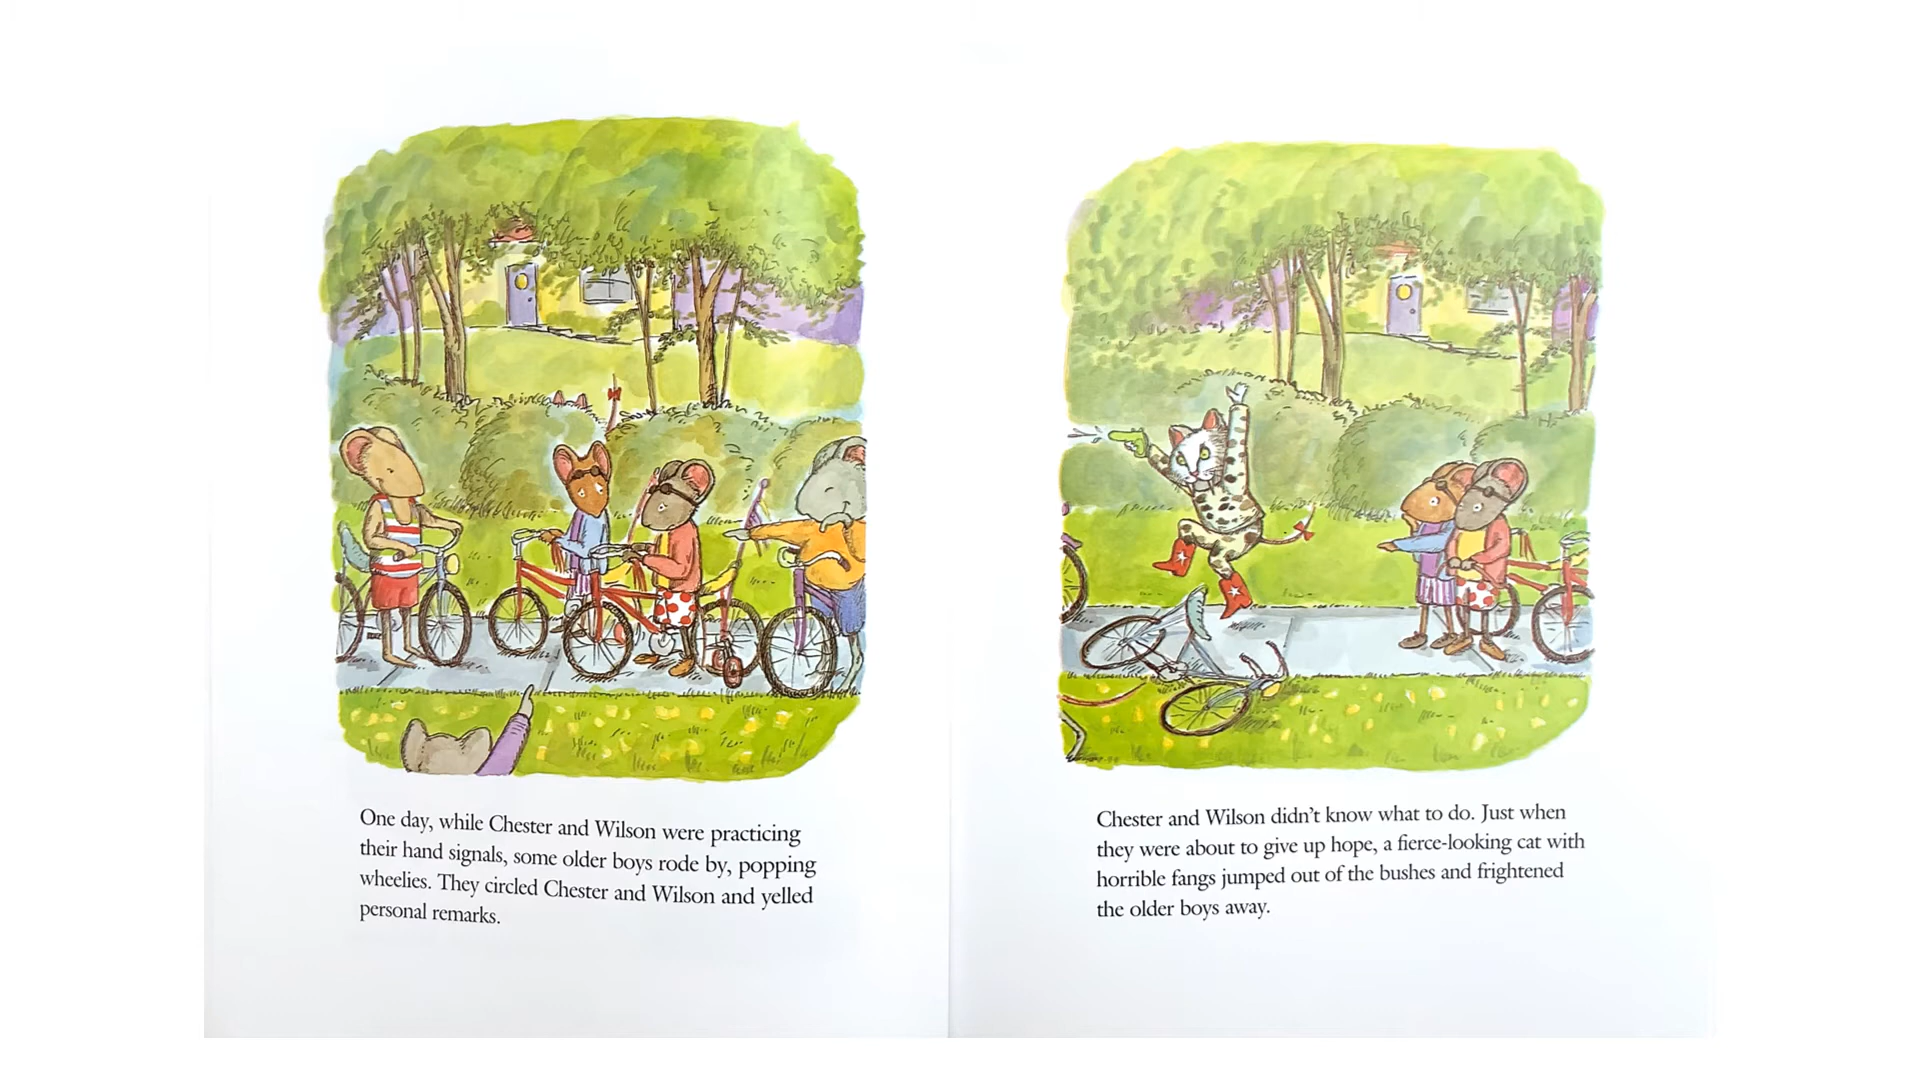 One day, while Chester and Wilson were practicing
their hand signals, some older boys rode by, popping
wheelies. They circled Chester and Wilson and yelled
personal remarks.
Chester and Wilson didn't know what to do. Just when
they were about to give up hope, a fierce-looking cat with
horrible fangs jumped out of the bushes and frightened
the older boys away.